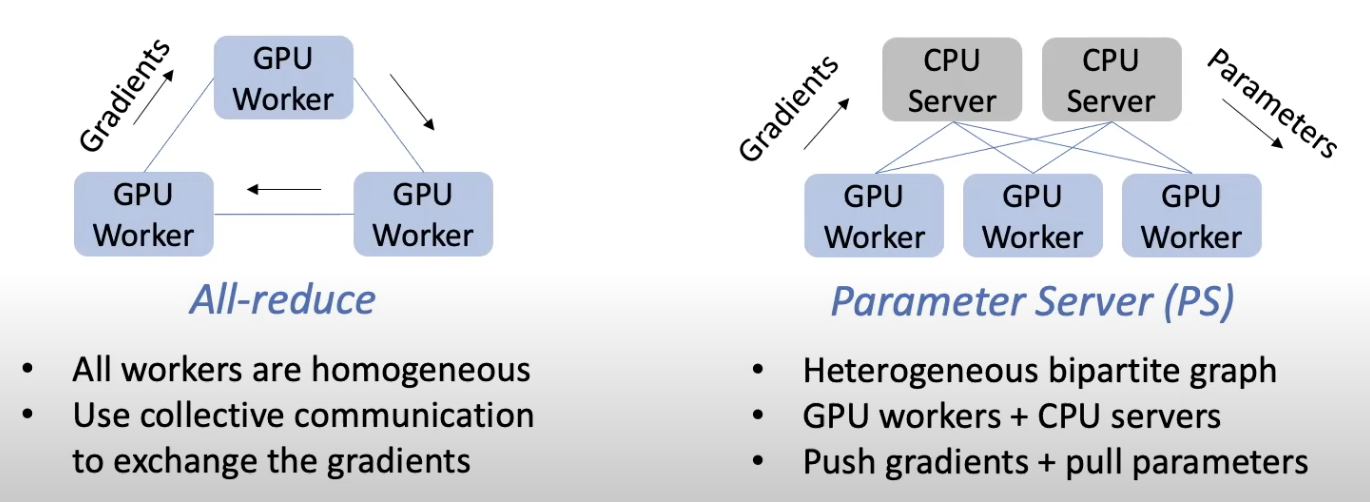 Gradients
GPU
Worker
GPU
Worker
GPU
Worker
All-reduce
• All workers are homogeneous
• Use collective communication
to exchange the gradients
Gradients
CPU
Server
CPU
Server
Parameters
GPU
Worker
GPU
Worker
GPU
Worker
Parameter Server (PS)
• Heterogeneous bipartite graph
• GPU workers + CPU servers
• Push gradients + pull parameters